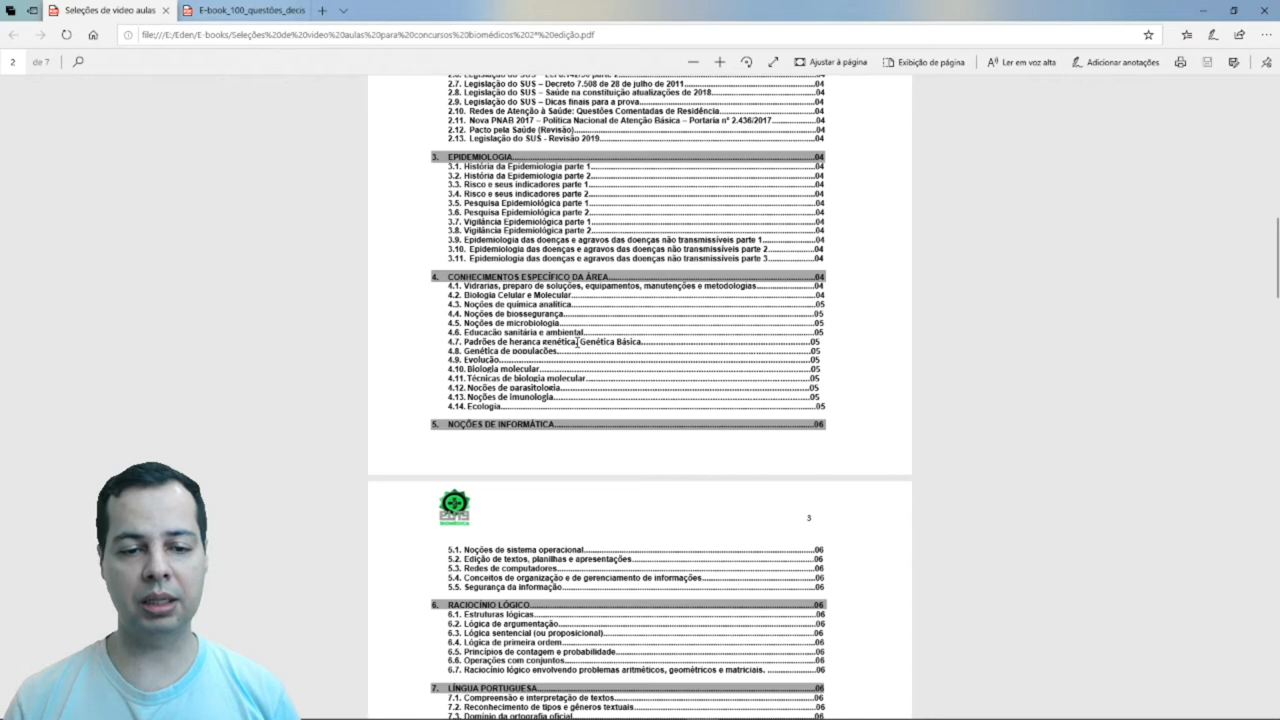 Seleções de video aulas
E-book_100_questões_decis
file:///E:/Eden/E-books/Seleções%20de%20video%20aulas%20para%20concursos%20biomédicos%202ª%20edição.pdf
2 de 7
Ajustar à página
Exibição de página
Ler em voz alta
Adicionar anotações
2.7. Legislação do SUS – Decreto 7.508 de 28 de julho de 2011.....04
2.8. Legislação do SUS – Saúde na constituição atualizações de 2018.....04
2.9. Legislação do SUS – Dicas finais para a prova.....04
2.10. Redes de Atenção à Saúde: Questões Comentadas de Residência.....04
2.11. Nova PNAB 2017 – Política Nacional de Atenção Básica – Portaria nº 2.436/2017.....04
2.12. Pacto pela Saúde (Revisão).....04
2.13. Legislação do SUS - Revisão 2019.....04
3. EPIDEMIOLOGIA.....04
3.1. História da Epidemiologia parte 1.....04
3.2. História da Epidemiologia parte 2.....04
3.3. Risco e seus indicadores parte 1.....04
3.4. Risco e seus indicadores parte 2.....04
3.5. Pesquisa Epidemiológica parte 1.....04
3.6. Pesquisa Epidemiológica parte 2.....04
3.7. Vigilância Epidemiológica parte 1.....04
3.8. Vigilância Epidemiológica parte 2.....04
3.9. Epidemiologia das doenças e agravos das doenças não transmissíveis parte 1.....04
3.10. Epidemiologia das doenças e agravos das doenças não transmissíveis parte 2.....04
3.11. Epidemiologia das doenças e agravos das doenças não transmissíveis parte 3.....04
4. CONHECIMENTOS ESPECÍFICO DA ÁREA.....04
4.1. Vidrarias, preparo de soluções, equipamentos, manutenções e metodologias.....04
4.2. Biologia Celular e Molecular.....04
4.3. Noções de química analítica.....05
4.4. Noções de biossegurança.....05
4.5. Noções de microbiologia.....05
4.6. Educação sanitária e ambiental.....05
4.7. Padrões de herança genética/Genética Básica.....05
4.8. Genética de populações.....05
4.9. Evolução.....05
4.10. Biologia molecular.....05
4.11. Técnicas de biologia molecular.....05
4.12. Noções de parasitologia.....05
4.13. Noções de imunologia.....05
4.14. Ecologia.....05
5. NOÇÕES DE INFORMÁTICA.....06
3
5.1. Noções de sistema operacional.....06
5.2. Edição de textos, planilhas e apresentações.....06
5.3. Redes de computadores.....06
5.4. Conceitos de organização e de gerenciamento de informações.....06
5.5. Segurança da informação.....06
6. RACIOCÍNIO LÓGICO.....06
6.1. Estruturas lógicas.....06
6.2. Lógica de argumentação.....06
6.3. Lógica sentencial (ou proposicional).....06
6.4. Lógica de primeira ordem.....06
6.5. Princípios de contagem e probabilidade.....06
6.6. Operações com conjuntos.....06
6.7. Raciocínio lógico envolvendo problemas aritméticos, geométricos e matriciais. .....06
7. LÍNGUA PORTUGUESA.....06
7.1. Compreensão e interpretação de textos.....06
7.2. Reconhecimento de tipos e gêneros textuais.....06
7.3. Domínio da ortografia oficial.....06